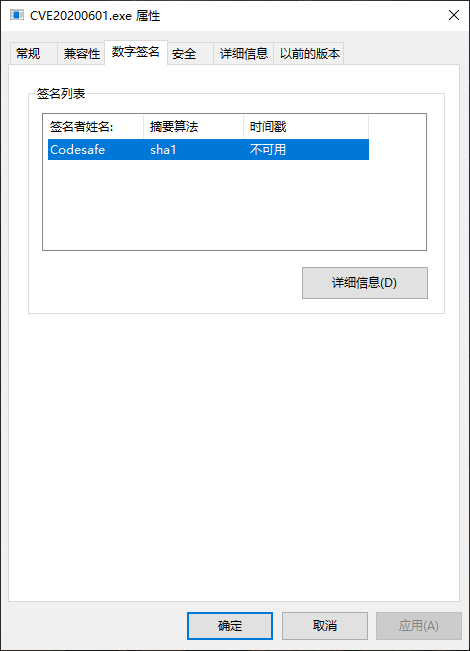 CVE20200601.exe 属性
常规 兼容性 数字签名 安全 详细信息 以前的版本
签名列表
签名者姓名: 摘要算法 时间戳
Codesafe sha1 不可用
详细信息(D)
确定 取消 应用(A)